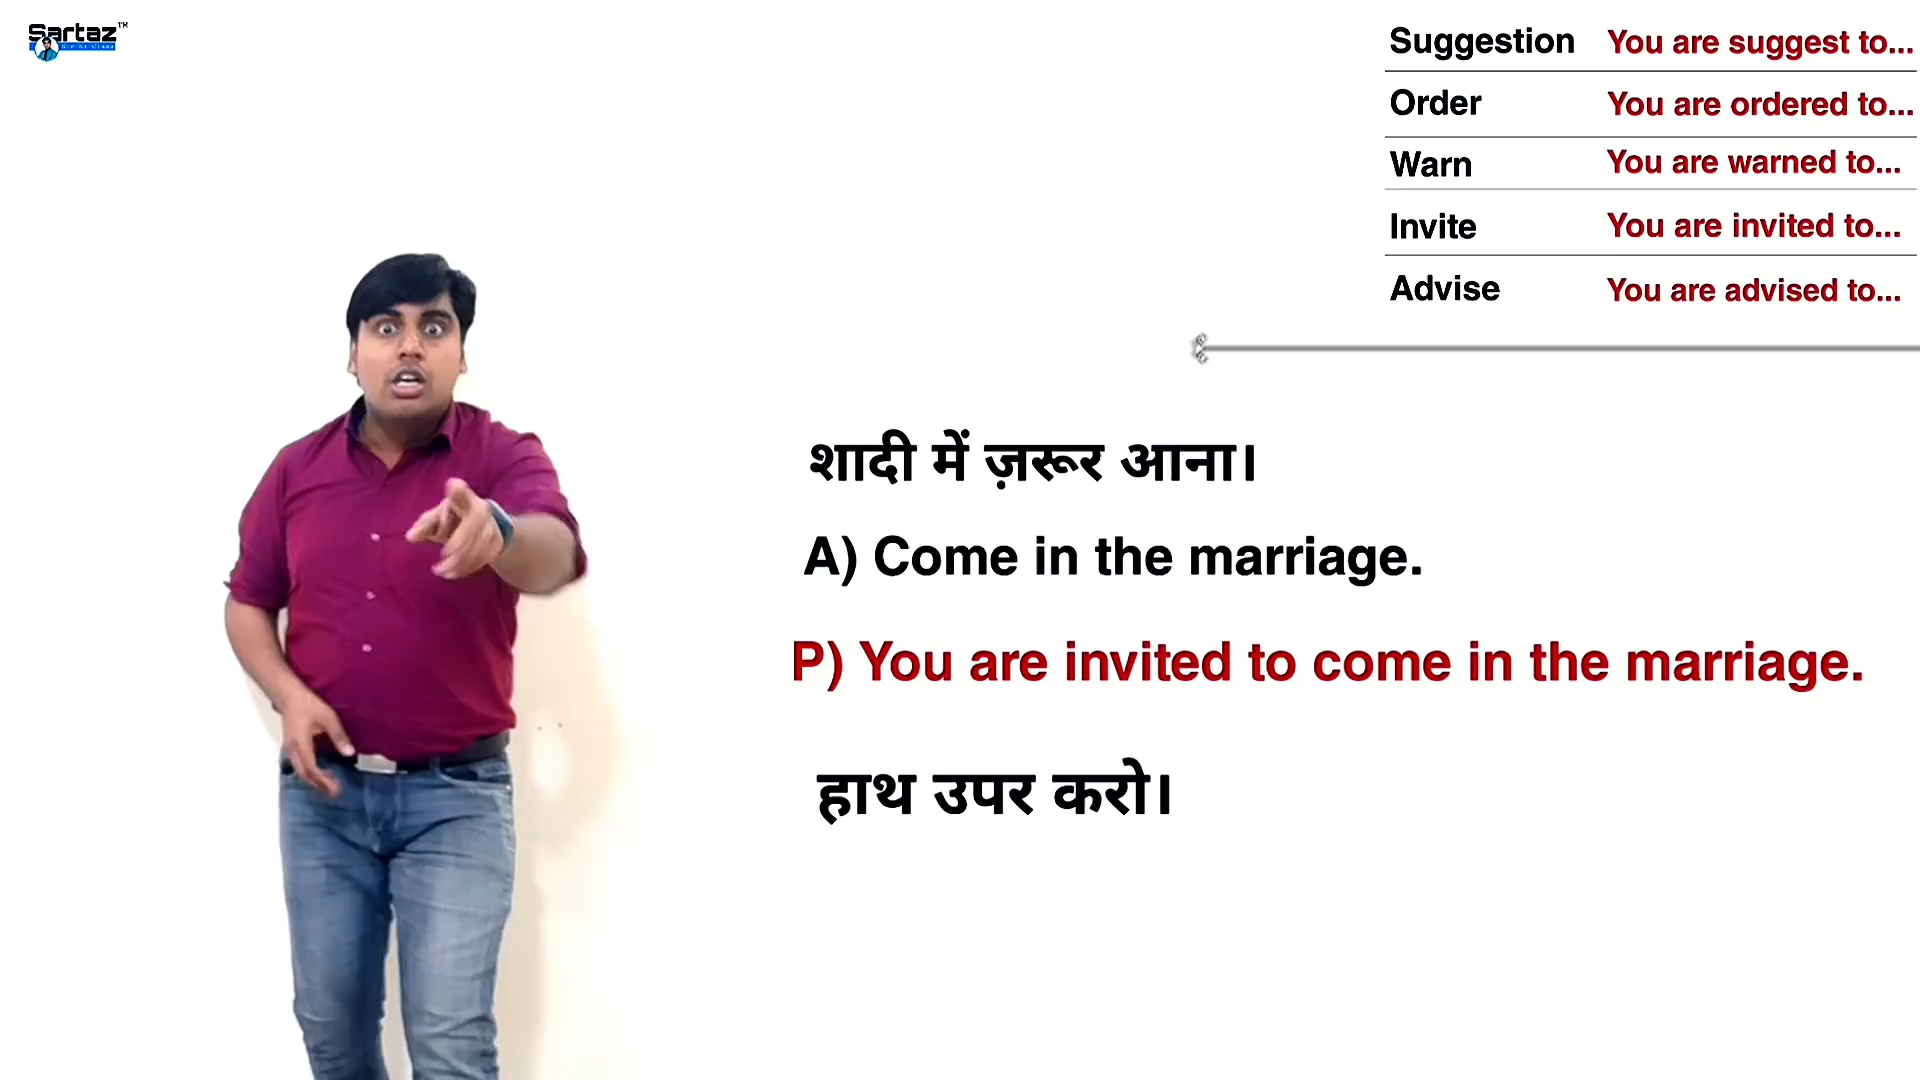 Sartaz™
Suggestion You are suggest to...
Order You are ordered to...
Warn You are warned to...
Invite You are invited to...
Advise You are advised to...
शादी में ज़रूर आना।
A) Come in the marriage.
P) You are invited to come in the marriage.
हाथ उपर करो।